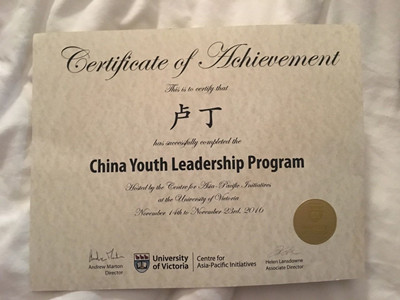 Certificate of Achievement
This is to certify that
卢丁
has successfully completed the
China Youth Leadership Program
Hosted by the Centre for Asia-Pacific Initiatives
at the University of Victoria
November 14th to November 23rd, 2016
Andrew Marton
Director
University
of Victoria
Centre for
Asia-Pacific Initiatives
Helen Lansdowne
Associate Director